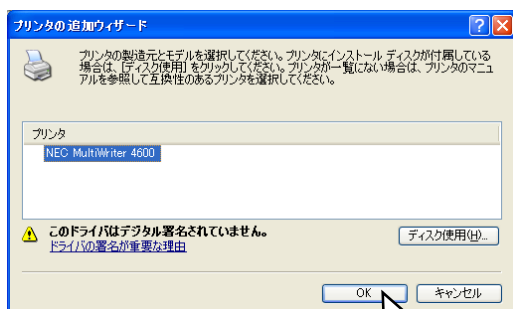 プリンタの追加ウィザード
プリンタの製造元とモデルを選択してください。プリンタにインストール ディスクが付属している
場合は、[ディスク使用] をクリックしてください。プリンタが一覧にない場合は、プリンタのマニュ
アルを参照して互換性のあるプリンタを選択してください。
プリンタ
NEC MultiWriter 4600
このドライバはデジタル署名されていません。
ドライバの署名が重要な理由
ディスク使用(H)...
OK
キャンセル